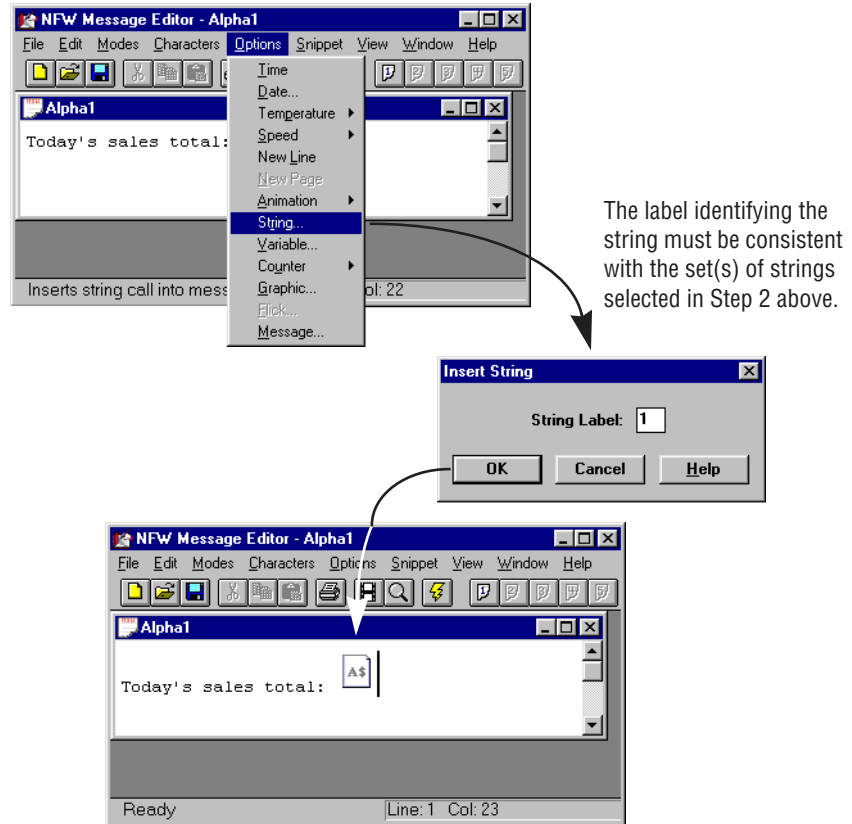 NFW Message Editor - Alpha1
File Edit Modes Characters Options Snippet View Window Help
Time
Date...
Temperature
Speed
New Line
New Page
Animation
String...
Variable...
Counter
Graphic...
Flick...
Message...
Alpha1
Today's sales total:
Inserts string call into mess
ol: 22
The label identifying the
string must be consistent
with the set(s) of strings
selected in Step 2 above.
Insert String
String Label: 1
OK Cancel Help
NFW Message Editor - Alpha1
File Edit Modes Characters Options Snippet View Window Help
Alpha1
Today's sales total: A$
Ready Line: 1 Col: 23